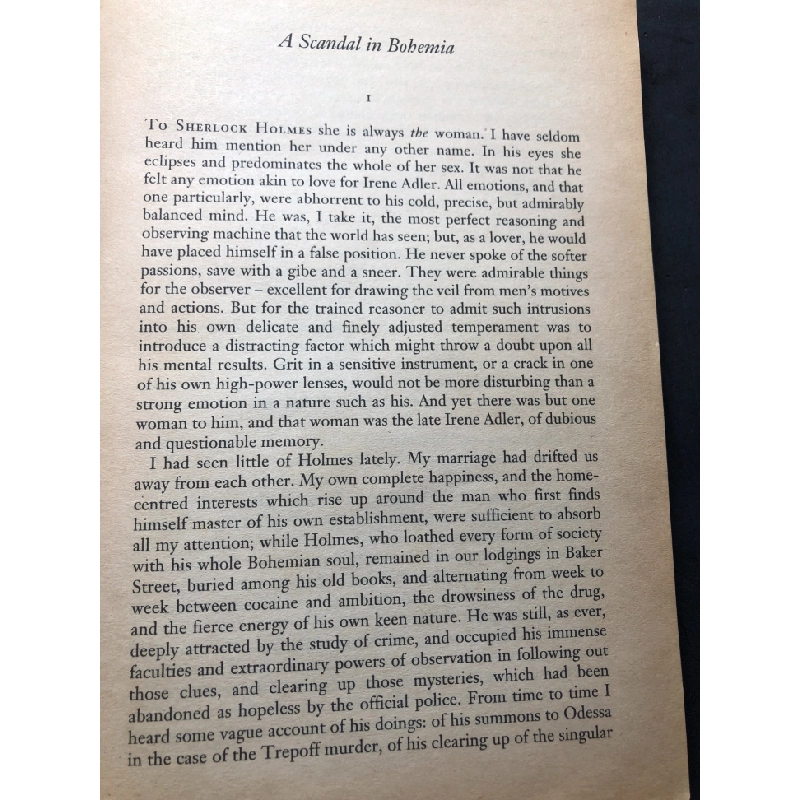 A Scandal in Bohemia
I
To SHERLOCK HOLMES she is always the woman. I have seldom
heard him mention her under any other name. In his eyes she
eclipses and predominates the whole of her sex. It was not that he
felt any emotion akin to love for Irene Adler. All emotions, and that
one particularly, were abhorrent to his cold, precise, but admirably
balanced mind. He was, I take it, the most perfect reasoning and
observing machine that the world has seen; but, as a lover, he would
have placed himself in a false position. He never spoke of the softer
passions, save with a gibe and a sneer. They were admirable things
for the observer – excellent for drawing the veil from men's motives
and actions. But for the trained reasoner to admit such intrusions
into his own delicate and finely adjusted temperament was to
introduce a distracting factor which might throw a doubt upon all
his mental results. Grit in a sensitive instrument, or a crack in one
of his own high-power lenses, would not be more disturbing than a
strong emotion in a nature such as his. And yet there was but one
woman to him, and that woman was the late Irene Adler, of dubious
and questionable memory.
I had seen little of Holmes lately. My marriage had drifted us
away from each other. My own complete happiness, and the home-
centred interests which rise up around the man who first finds
himself master of his own establishment, were sufficient to absorb
all my attention; while Holmes, who loathed every form of society
with his whole Bohemian soul, remained in our lodgings in Baker
Street, buried among his old books, and alternating from week to
week between cocaine and ambition, the drowsiness of the drug,
and the fierce energy of his own keen nature. He was still, as ever,
deeply attracted by the study of crime, and occupied his immense
faculties and extraordinary powers of observation in following out
those clues, and clearing up those mysteries, which had been
abandoned as hopeless by the official police. From time to time I
heard some vague account of his doings: of his summons to Odessa
in the case of the Trepoff murder, of his clearing up of the singular